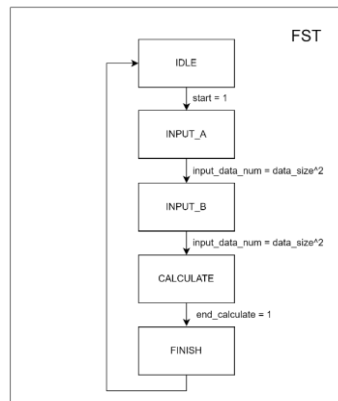 FST
IDLE
start = 1
INPUT_A
input_data_num = data_size^2
INPUT_B
input_data_num = data_size^2
CALCULATE
end_calculate = 1
FINISH